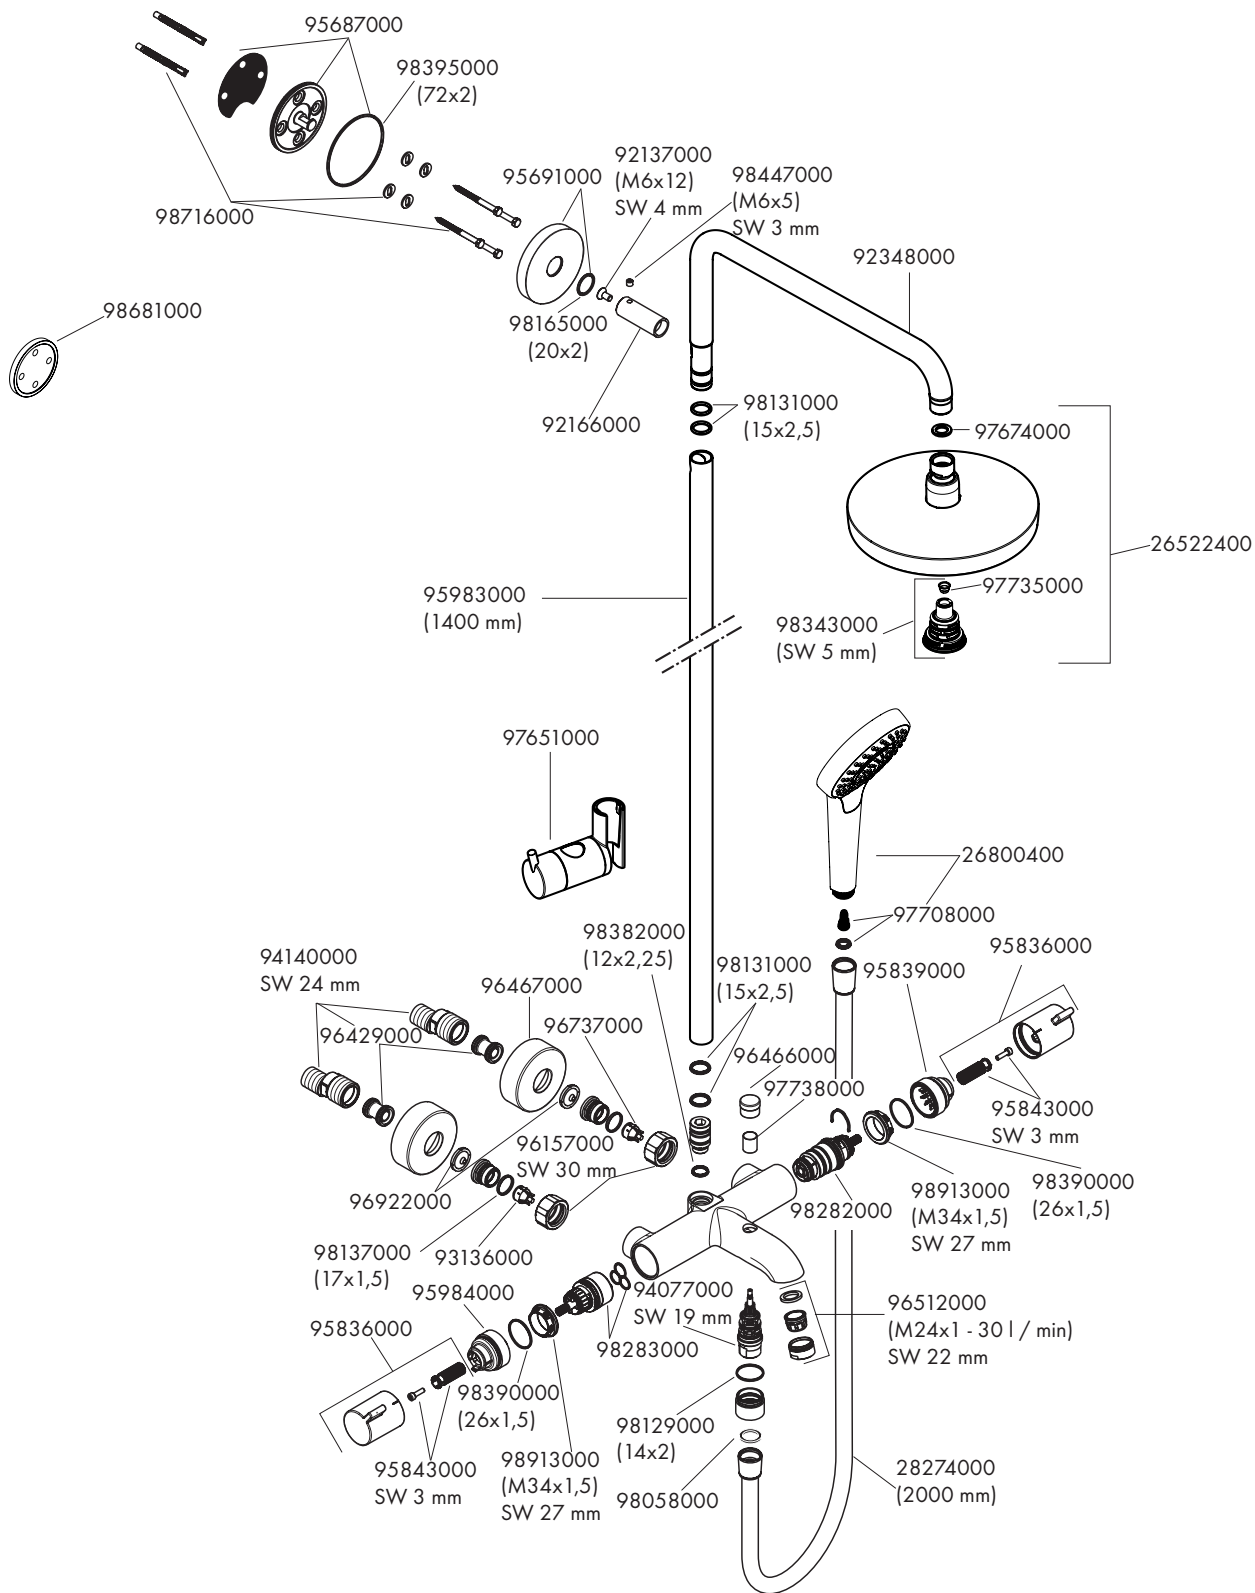 95687000
98395000
(72x2)
92137000
(M6x12)
SW 4 mm
98447000
(M6x5)
SW 3 mm
95691000
98716000
92348000
98681000
98165000
(20x2)
92166000
98131000
(15x2,5)
97674000
26522400
97735000
95983000
(1400 mm)
98343000
(SW 5 mm)
97651000
26800400
97708000
98382000
(12x2,25)
95836000
94140000
SW 24 mm
98131000
(15x2,5)
95839000
96467000
96737000
96429000
96466000
97738000
95843000
SW 3 mm
96157000
SW 30 mm
96922000
98390000
(26x1,5)
98913000
(M34x1,5)
SW 27 mm
98282000
98137000
(17x1,5)
93136000
95984000
94077000
SW 19 mm
96512000
(M24x1 - 30 l / min)
SW 22 mm
95836000
98283000
98390000
(26x1,5)
98129000
(14x2)
98913000
(M34x1,5)
SW 27 mm
95843000
SW 3 mm
98058000
28274000
(2000 mm)